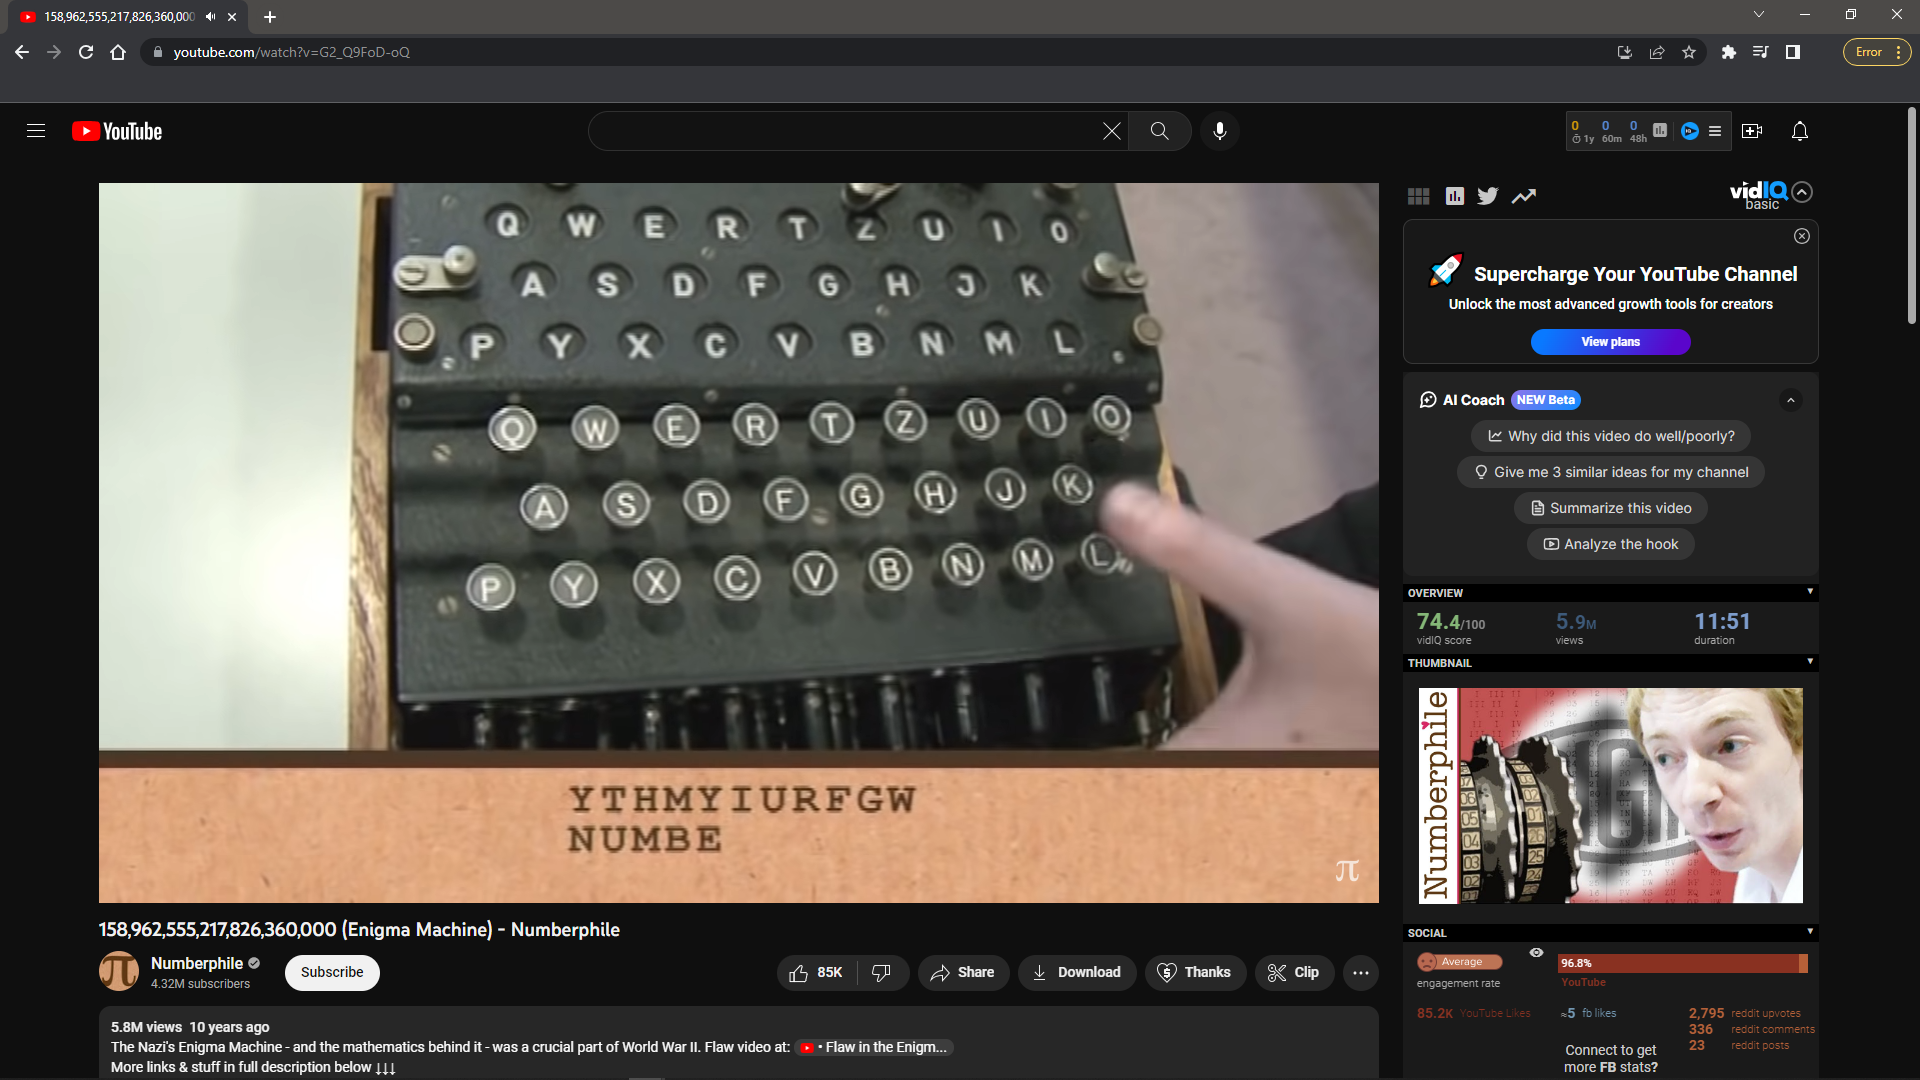 158,962,555,217,826,360,000
youtube.com/watch?v=G2_Q9FoD-oQ
Error
YouTube
0 0 0
1y 60m 48h
vidIQ
basic
Q W E R T Z U I O
A S D F G H J K
P Y X C V B N M L
Q W E R T Z U I O
A S D F G H J K
P Y X C V B N M L
YTHMYIURFGW
NUMBE
π
158,962,555,217,826,360,000 (Enigma Machine) - Numberphile
Numberphile
4.32M subscribers
Subscribe
85K
Share
Download
Thanks
Clip
5.8M views 10 years ago
The Nazi's Enigma Machine - and the mathematics behind it - was a crucial part of World War II. Flaw video at: • Flaw in the Enigm...
More links & stuff in full description below ↓↓↓
Supercharge Your YouTube Channel
Unlock the most advanced growth tools for creators
View plans
AI Coach NEW Beta
Why did this video do well/poorly?
Give me 3 similar ideas for my channel
Summarize this video
Analyze the hook
OVERVIEW
74.4/100 5.9M 11:51
vidIQ score views duration
THUMBNAIL
Numberphile
SOCIAL
Average
engagement rate
96.8%
YouTube
85.2K YouTube Likes
≈5 fb likes
2,795 reddit upvotes
336 reddit comments
23 reddit posts
Connect to get
more FB stats?